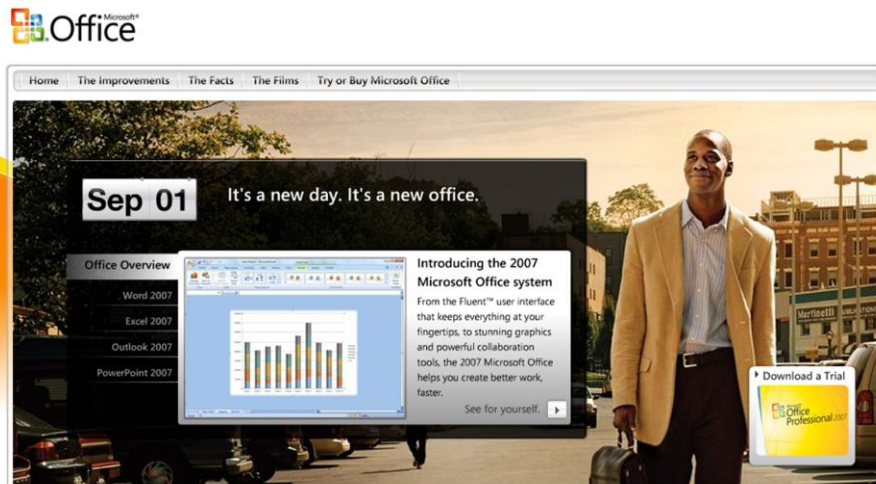 Microsoft®
Office
Home The Improvements The Facts The Films Try or Buy Microsoft Office
Sep 01
It's a new day. It's a new office.
Office Overview
Word 2007
Excel 2007
Outlook 2007
PowerPoint 2007
Introducing the 2007
Microsoft Office system
From the Fluent™ user interface
that keeps everything at your
fingertips, to stunning graphics
and powerful collaboration
tools, the 2007 Microsoft Office
helps you create better work,
faster.
See for yourself.
Martinelli PUBLICATIONS
Download a Trial
Microsoft
Office
Professional 2007